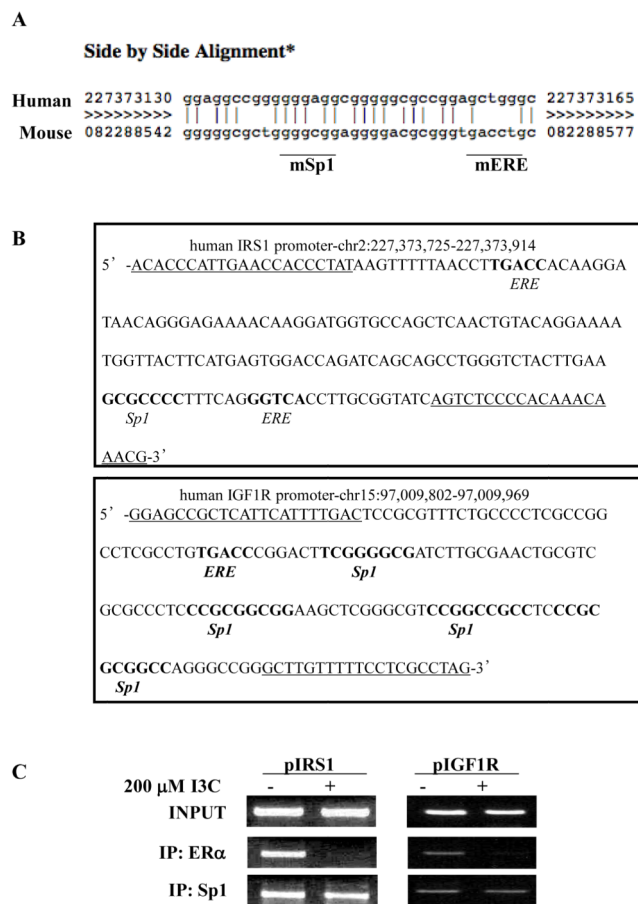 A
Side by Side Alignment*
Human 227373130 ggaggccgggggggaggcgggggcgccggagctgggc 227373165
>>>>>>>>> >>>>>>>>>
Mouse 082288542 gggggcgctggggcggaggggacgcgggtgacctgc 082288577
mSp1 mERE
B
human IRS1 promoter-chr2:227,373,725-227,373,914
5’ -ACACCCATTGAACCACCCTATAAGTTTTTAACCTTGACCACAAGGA
ERE
TAACAGGGAGAAAACAAGGATGGTGCCAGCTCAACTGTACAGGAAAA
TGGTTACTTCATGAGTGGACCAGATCAGCAGCCTGGGTCTACTTGAA
GCGCCCCTTTCAGGGTCACCTTGCGGTATCAGTCTCCCCACAAACA
Sp1 ERE
AACG-3’
human IGF1R promoter-chr15:97,009,802-97,009,969
5’ -GGAGCCGCTCATTCATTTTGACTCCGCGTTTCTGCCCCTCGCCGG
CCTCGCCTGTGACCCGGACTTCGGGGCGATCTTGCGAACTGCGTC
ERE Sp1
GCGCCCTCCCGCGGCGGAAGCTCGGGCGTCCGGCCGCCTCCCGC
Sp1 Sp1
GCGGCCAGGGCCGGGCTTGTTTTTCCTCGCCTAG-3’
Sp1
C
pIRS1 pIGF1R
200 µM I3C - + - +
INPUT
IP: ERα
IP: Sp1